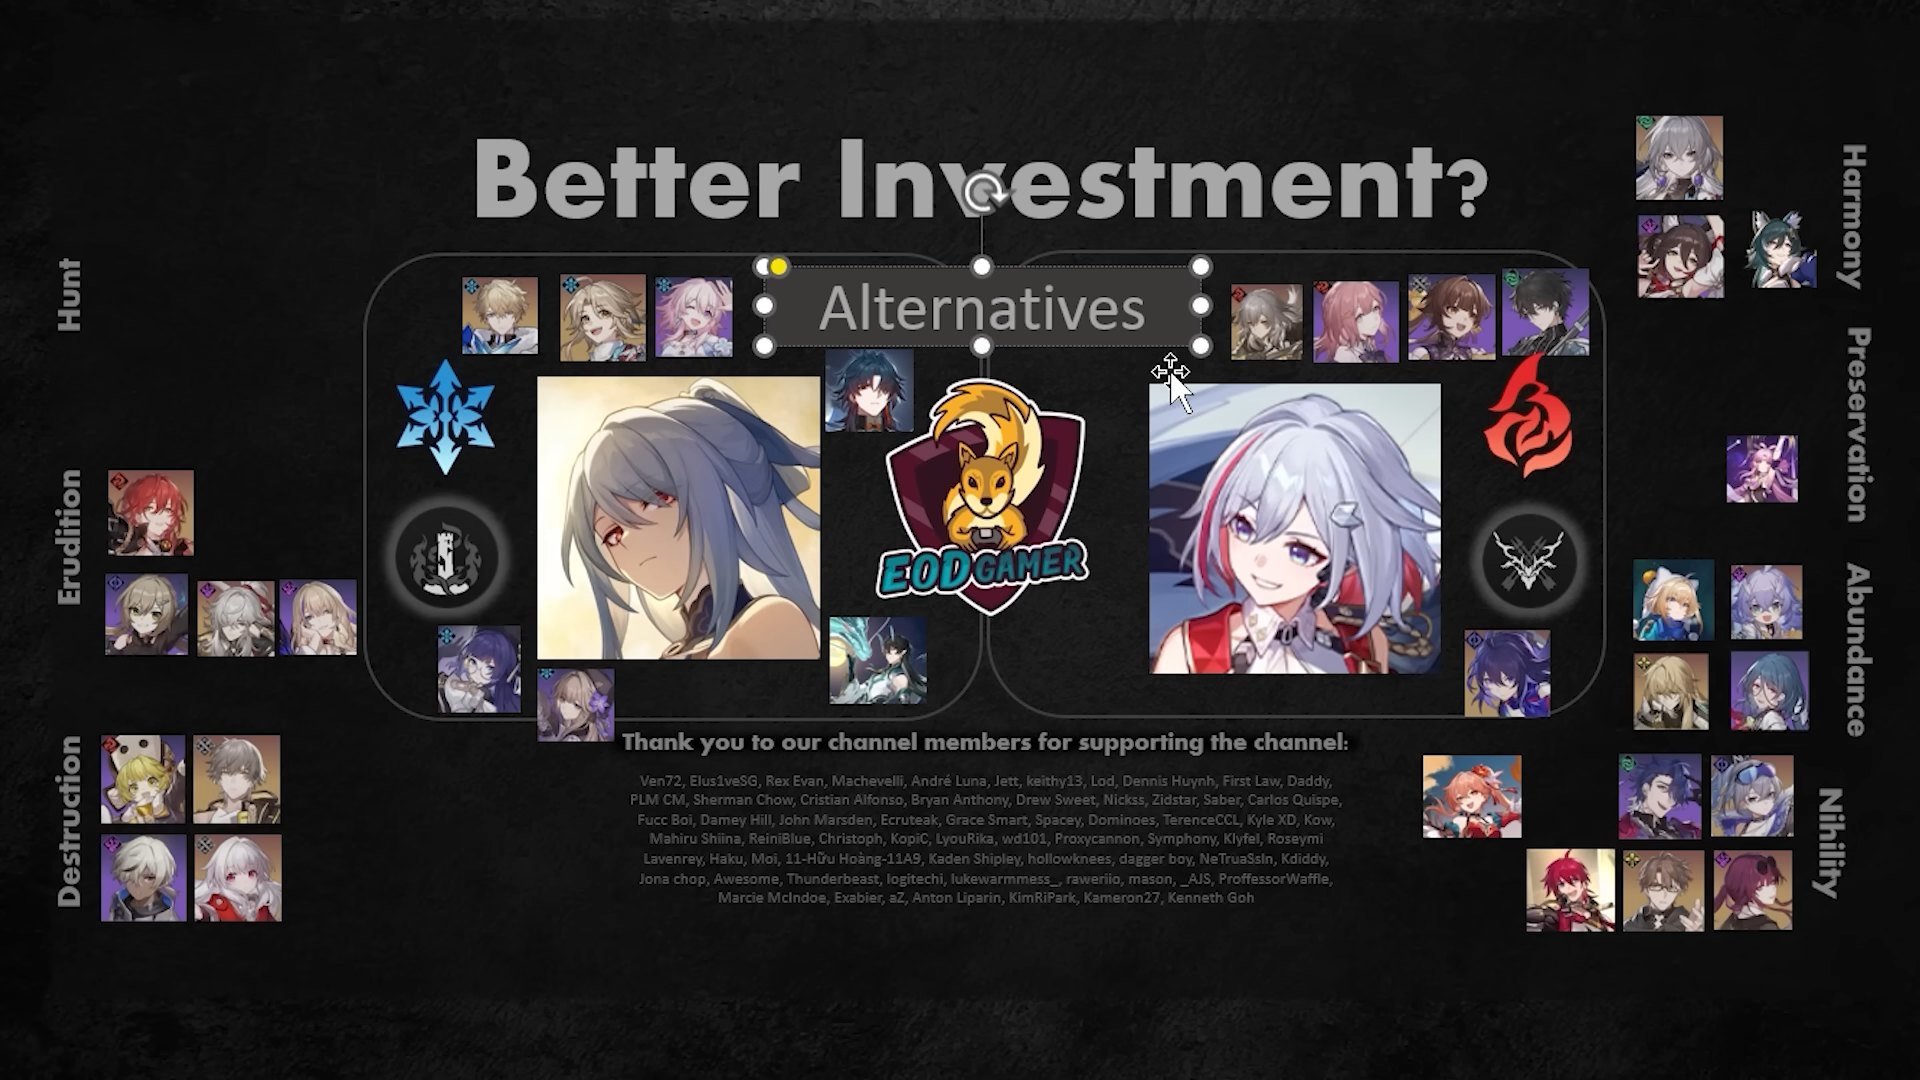 Better Investment?
Alternatives
Hunt
Erudition
Destruction
Harmony
Preservation
Abundance
Nihility
EOD GAMER
Thank you to our channel members for supporting the channel:
Ven72, Elus1veSG, Rex Evan, Machevelli, André Luna, Jett, keithy13, Lod, Dennis Huynh, First Law, Daddy,
PLM CM, Sherman Chow, Cristian Alfonso, Bryan Anthony, Drew Sweet, Nickss, Zidstar, Saber, Carlos Quispe,
Fucc Boi, Damey Hill, John Marsden, Ecruteak, Grace Smart, Spacey, Dominoes, TerenceCCL, Kyle XD, Kow,
Mahiru Shiina, ReiniBlue, Christoph, KopiC, LyouRika, wd101, Proxycannon, Symphony, Klyfel, Roseymi
Lavenrey, Haku, Moi, 11-Hữu Hoàng-11A9, Kaden Shipley, hollowknees, dagger boy, NeTruaSsIn, Kdiddy,
Jona chop, Awesome, Thunderbeast, logitechi, lukewarmmess_, raweriio, mason, _AJS, ProffessorWaffle,
Marcie McIndoe, Exabier, aZ, Anton Liparin, KimRiPark, Kameron27, Kenneth Goh